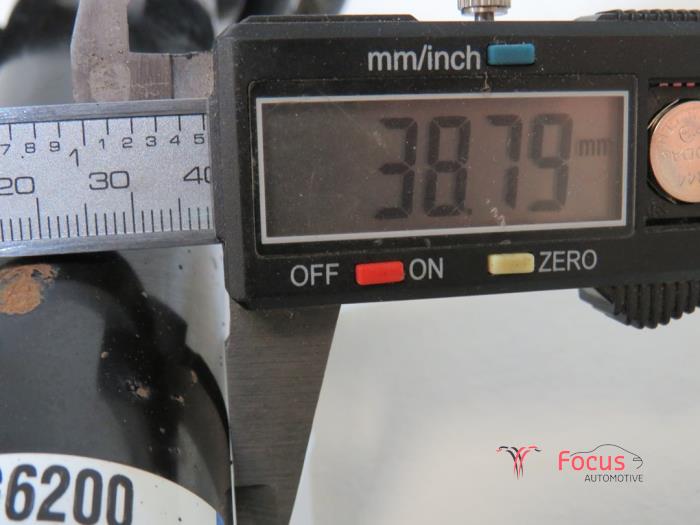 mm/inch
38.79 mm
7 8 9 1 1 2 3 4 5
20 30 40
OFF ON ZERO
6200
Focus
AUTOMOTIVE